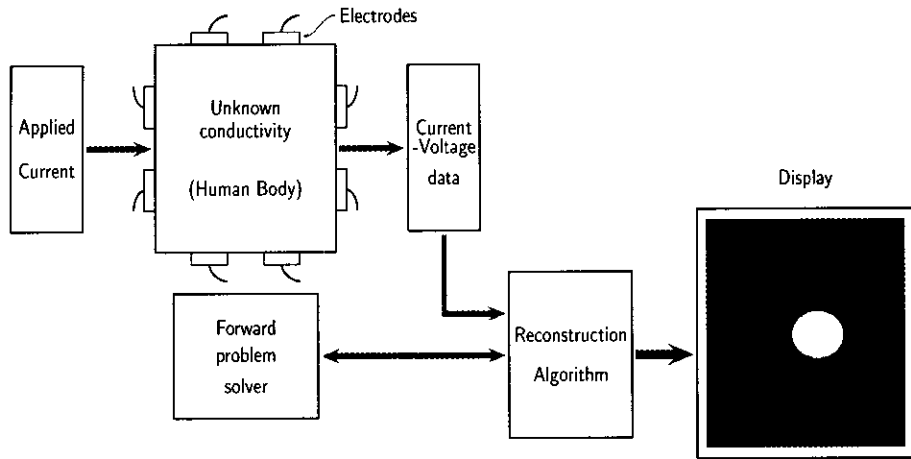 Electrodes
Applied
Current
Unknown
conductivity
(Human Body)
Current
-Voltage
data
Display
Forward
problem
solver
Reconstruction
Algorithm